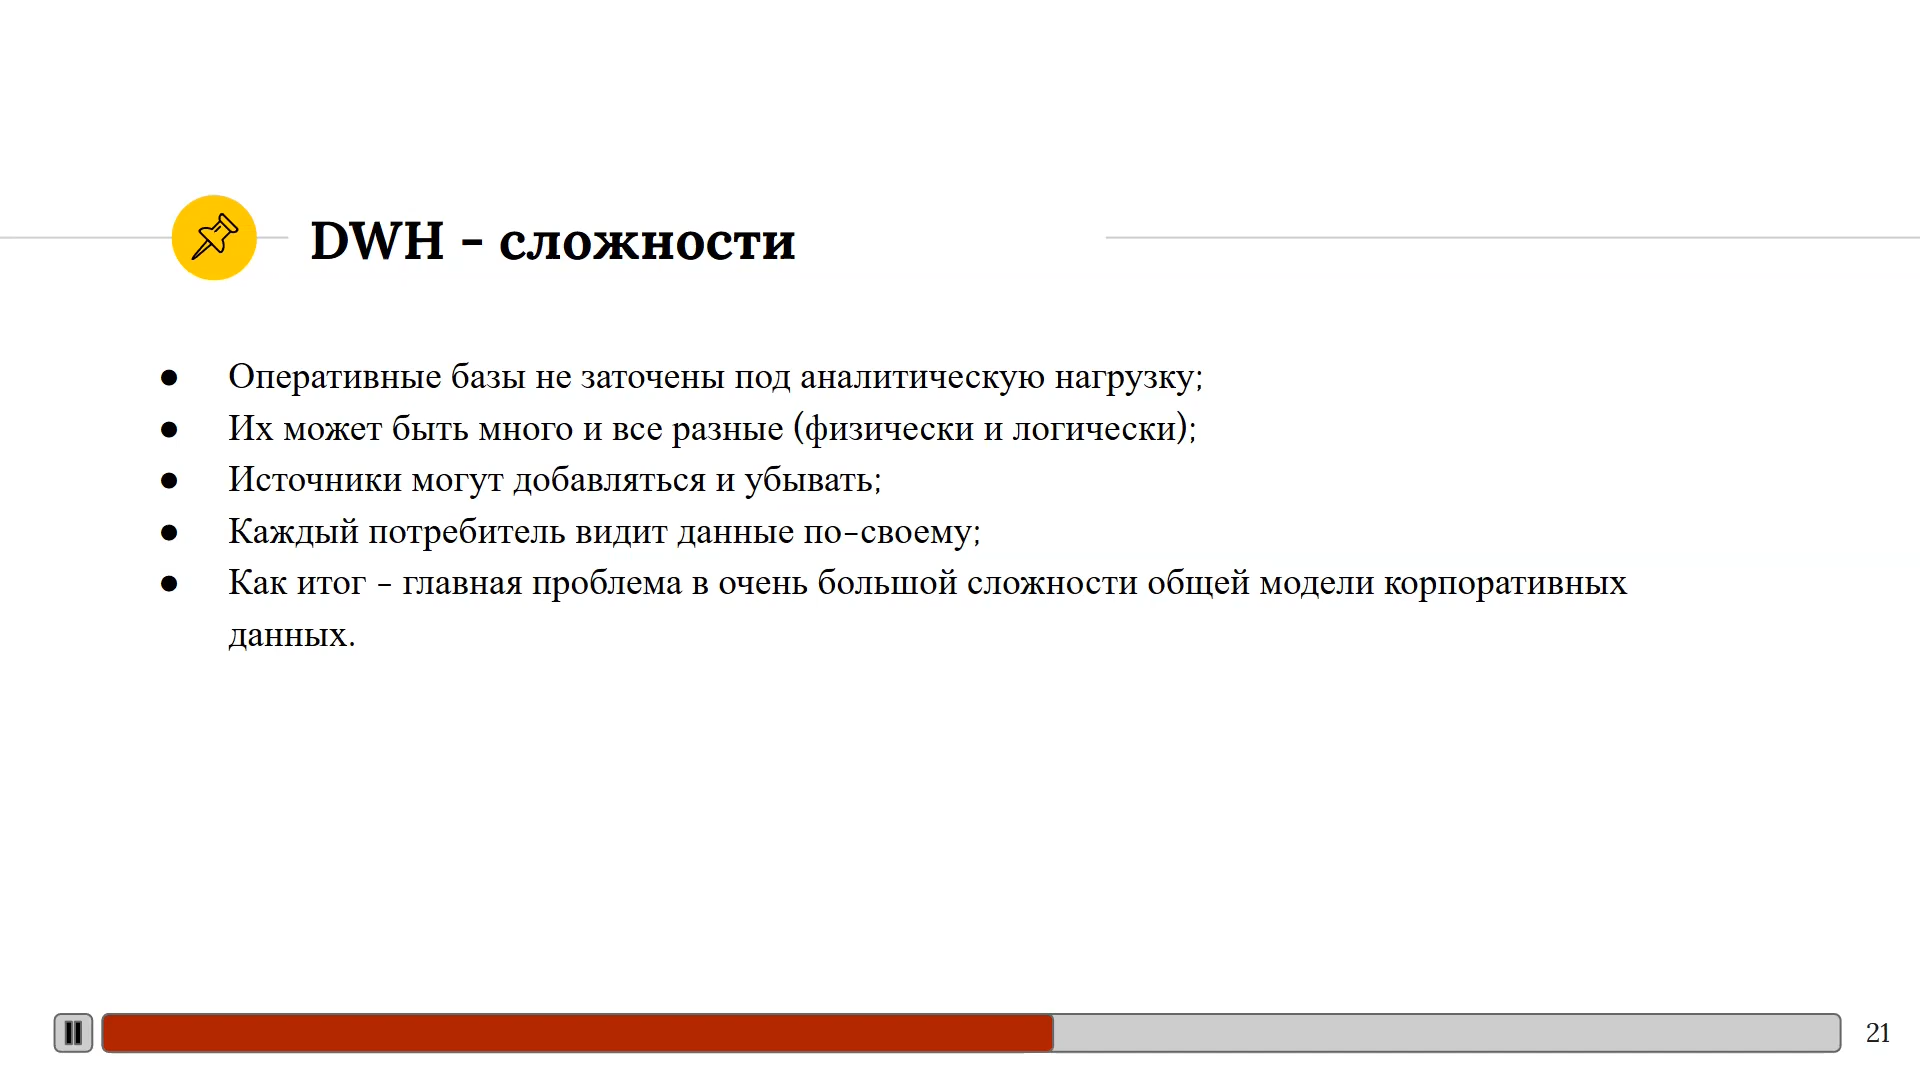 DWH - сложности
● Оперативные базы не заточены под аналитическую нагрузку;
● Их может быть много и все разные (физически и логически);
● Источники могут добавляться и убывать;
● Каждый потребитель видит данные по-своему;
● Как итог - главная проблема в очень большой сложности общей модели корпоративных
данных.
21